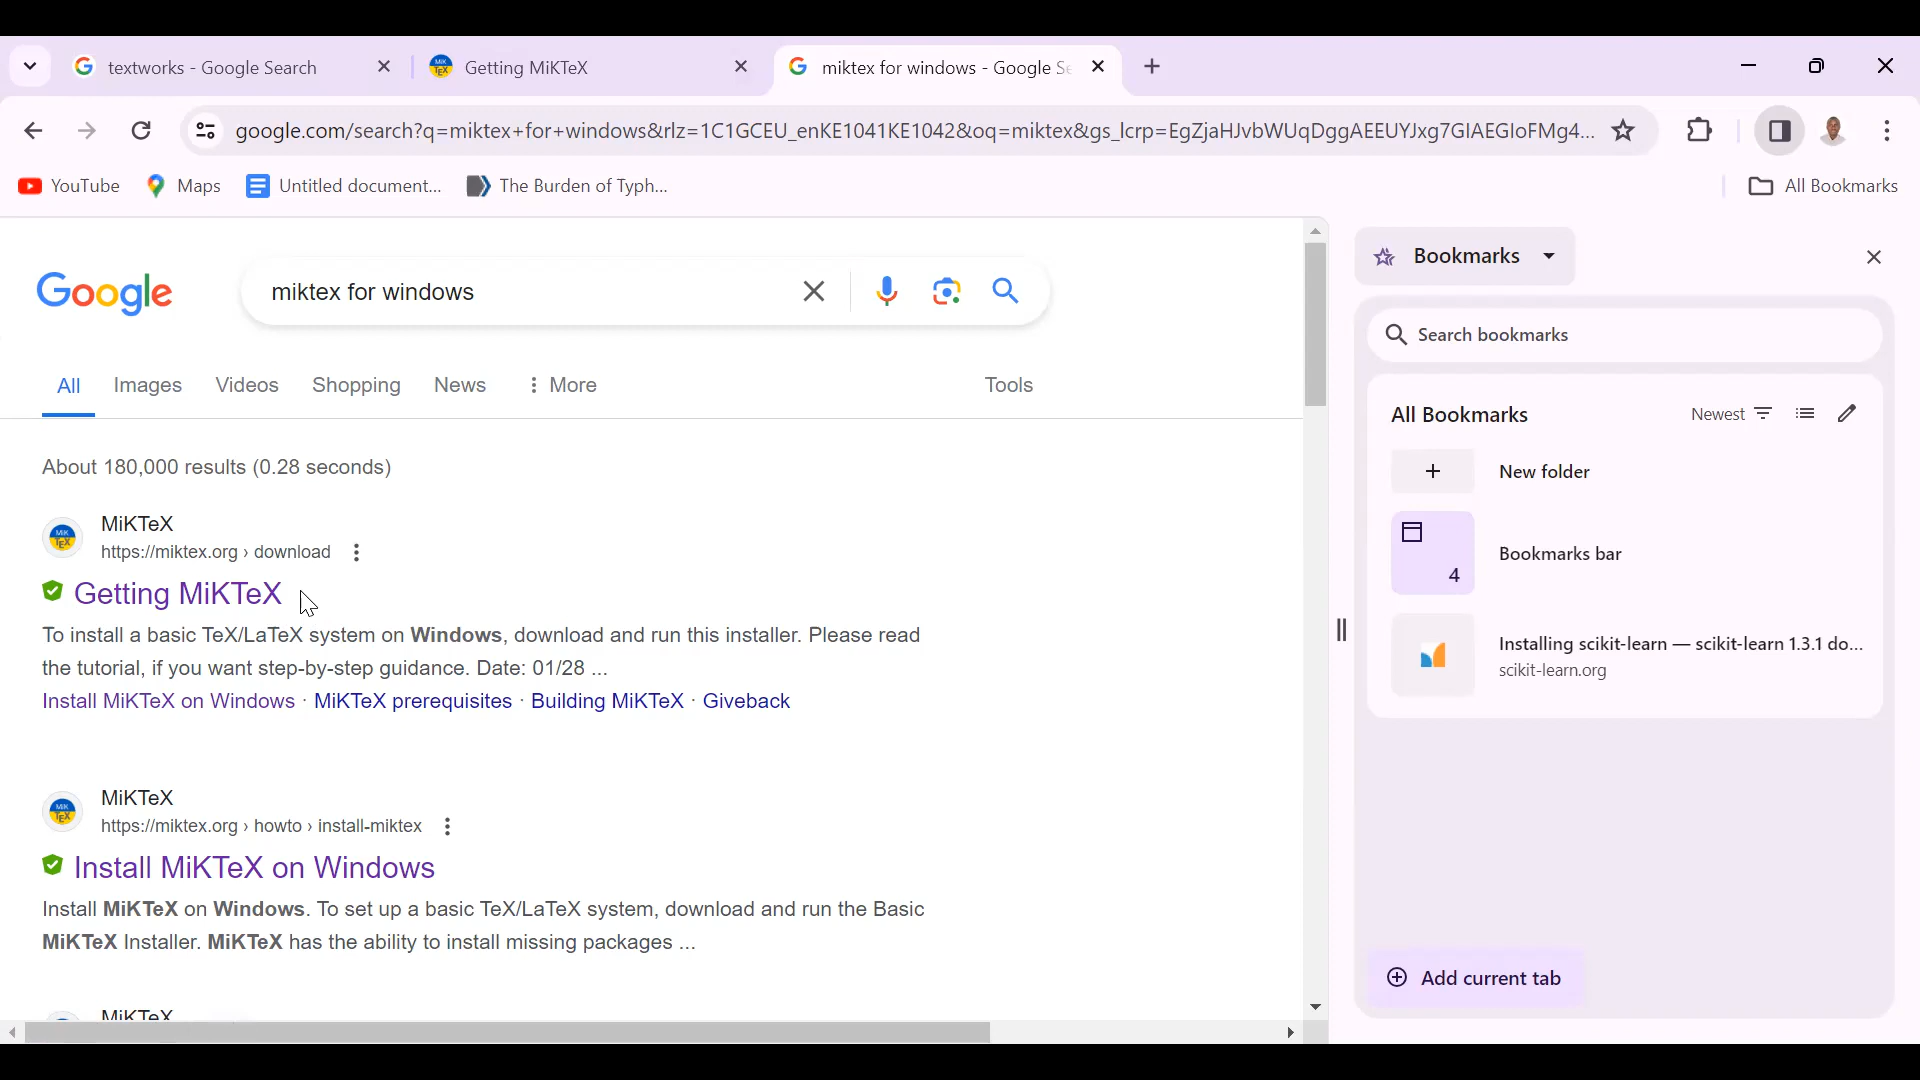 textworks - Google Search
Getting MiKTeX
miktex for windows - Google Se
google.com/search?q=miktex+for+windows&rlz=1C1GCEU_enKE1041KE1042&oq=miktex&gs_lcrp=EgZjaHJvbWUqDggAEEUYJxg7GIAEGIoFMg4...
YouTube
Maps
Untitled document...
The Burden of Typh...
All Bookmarks
Google
miktex for windows
All
Images
Videos
Shopping
News
More
Tools
About 180,000 results (0.28 seconds)
MiKTeX
https://miktex.org › download
Getting MiKTeX
To install a basic TeX/LaTeX system on Windows, download and run this installer. Please read
the tutorial, if you want step-by-step guidance. Date: 01/28 ...
Install MiKTeX on Windows · MiKTeX prerequisites · Building MiKTeX · Giveback
MiKTeX
https://miktex.org › howto › install-miktex
Install MiKTeX on Windows
Install MiKTeX on Windows. To set up a basic TeX/LaTeX system, download and run the Basic
MiKTeX Installer. MiKTeX has the ability to install missing packages ...
MiKTeX
Bookmarks
Search bookmarks
All Bookmarks
Newest
New folder
4
Bookmarks bar
Installing scikit-learn — scikit-learn 1.3.1 do...
scikit-learn.org
Add current tab